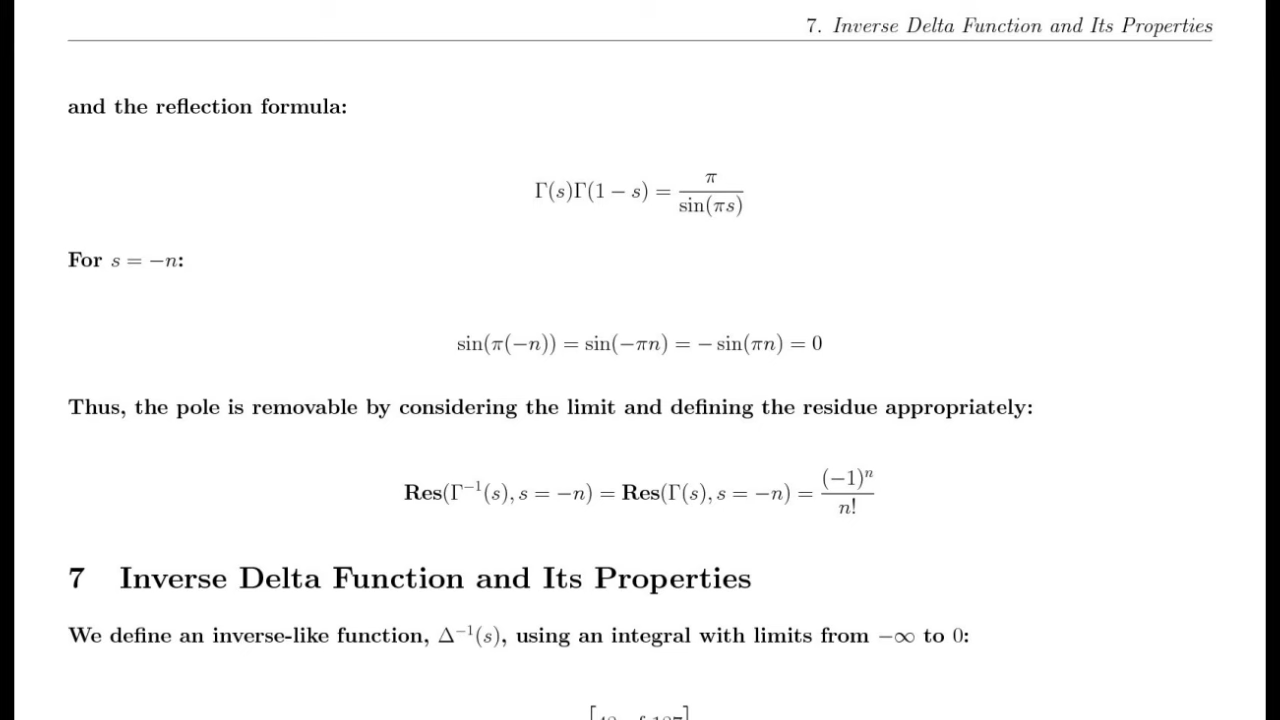 7. Inverse Delta Function and Its Properties
and the reflection formula:
Γ(s)Γ(1 − s) = π / sin(πs)
For s = −n:
sin(π(−n)) = sin(−πn) = − sin(πn) = 0
Thus, the pole is removable by considering the limit and defining the residue appropriately:
Res(Γ⁻¹(s), s = −n) = Res(Γ(s), s = −n) = (−1)ⁿ / n!
7 Inverse Delta Function and Its Properties
We define an inverse-like function, Δ⁻¹(s), using an integral with limits from −∞ to 0: